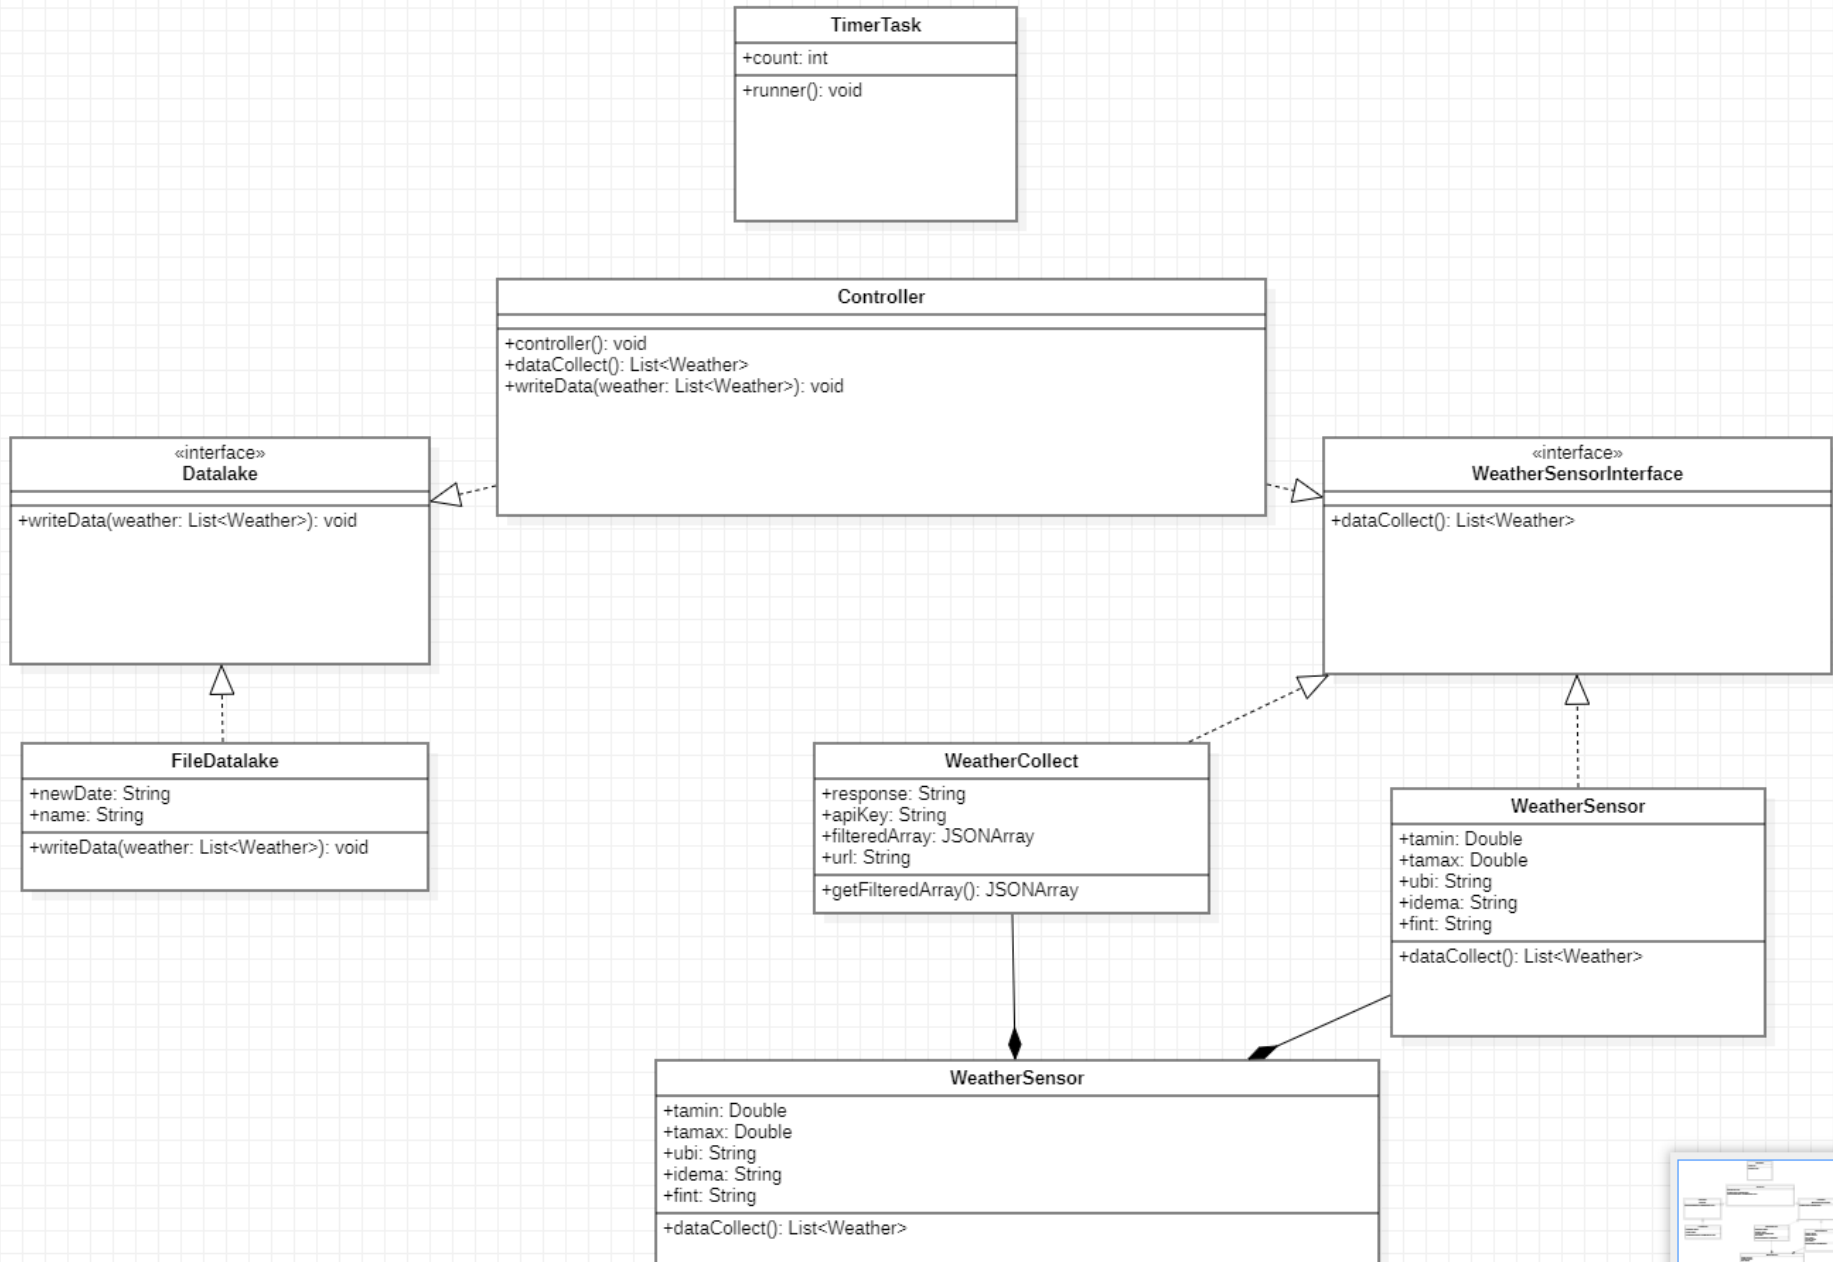 TimerTask
+count: int
+runner(): void
Controller
+controller(): void
+dataCollect(): List<Weather>
+writeData(weather: List<Weather>): void
«interface»
Datalake
+writeData(weather: List<Weather>): void
«interface»
WeatherSensorInterface
+dataCollect(): List<Weather>
FileDatalake
+newDate: String
+name: String
+writeData(weather: List<Weather>): void
WeatherCollect
+response: String
+apiKey: String
+filteredArray: JSONArray
+url: String
+getFilteredArray(): JSONArray
WeatherSensor
+tamin: Double
+tamax: Double
+ubi: String
+idema: String
+fint: String
+dataCollect(): List<Weather>
WeatherSensor
+tamin: Double
+tamax: Double
+ubi: String
+idema: String
+fint: String
+dataCollect(): List<Weather>